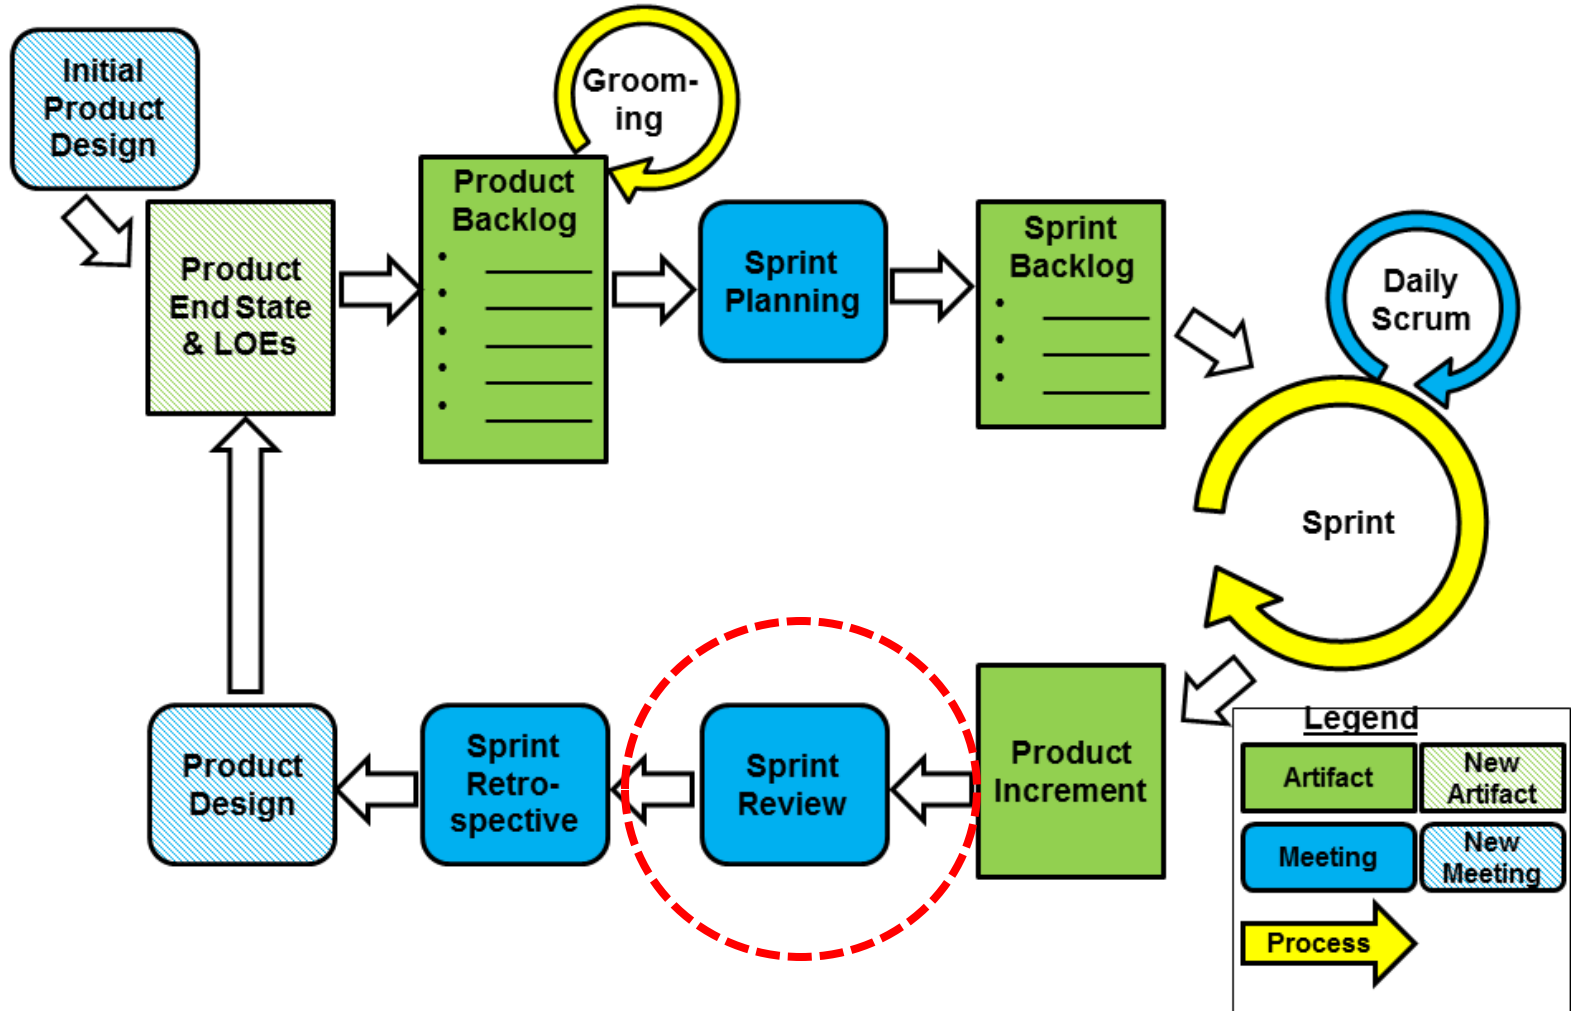 Initial
Product
Design
Groom-
ing
Product
End State
& LOEs
Product
Backlog
•
•
•
•
•
Sprint
Planning
Sprint
Backlog
•
•
•
Daily
Scrum
Sprint
Product
Design
Sprint
Retro-
spective
Sprint
Review
Product
Increment
Legend
Artifact
New
Artifact
Meeting
New
Meeting
Process